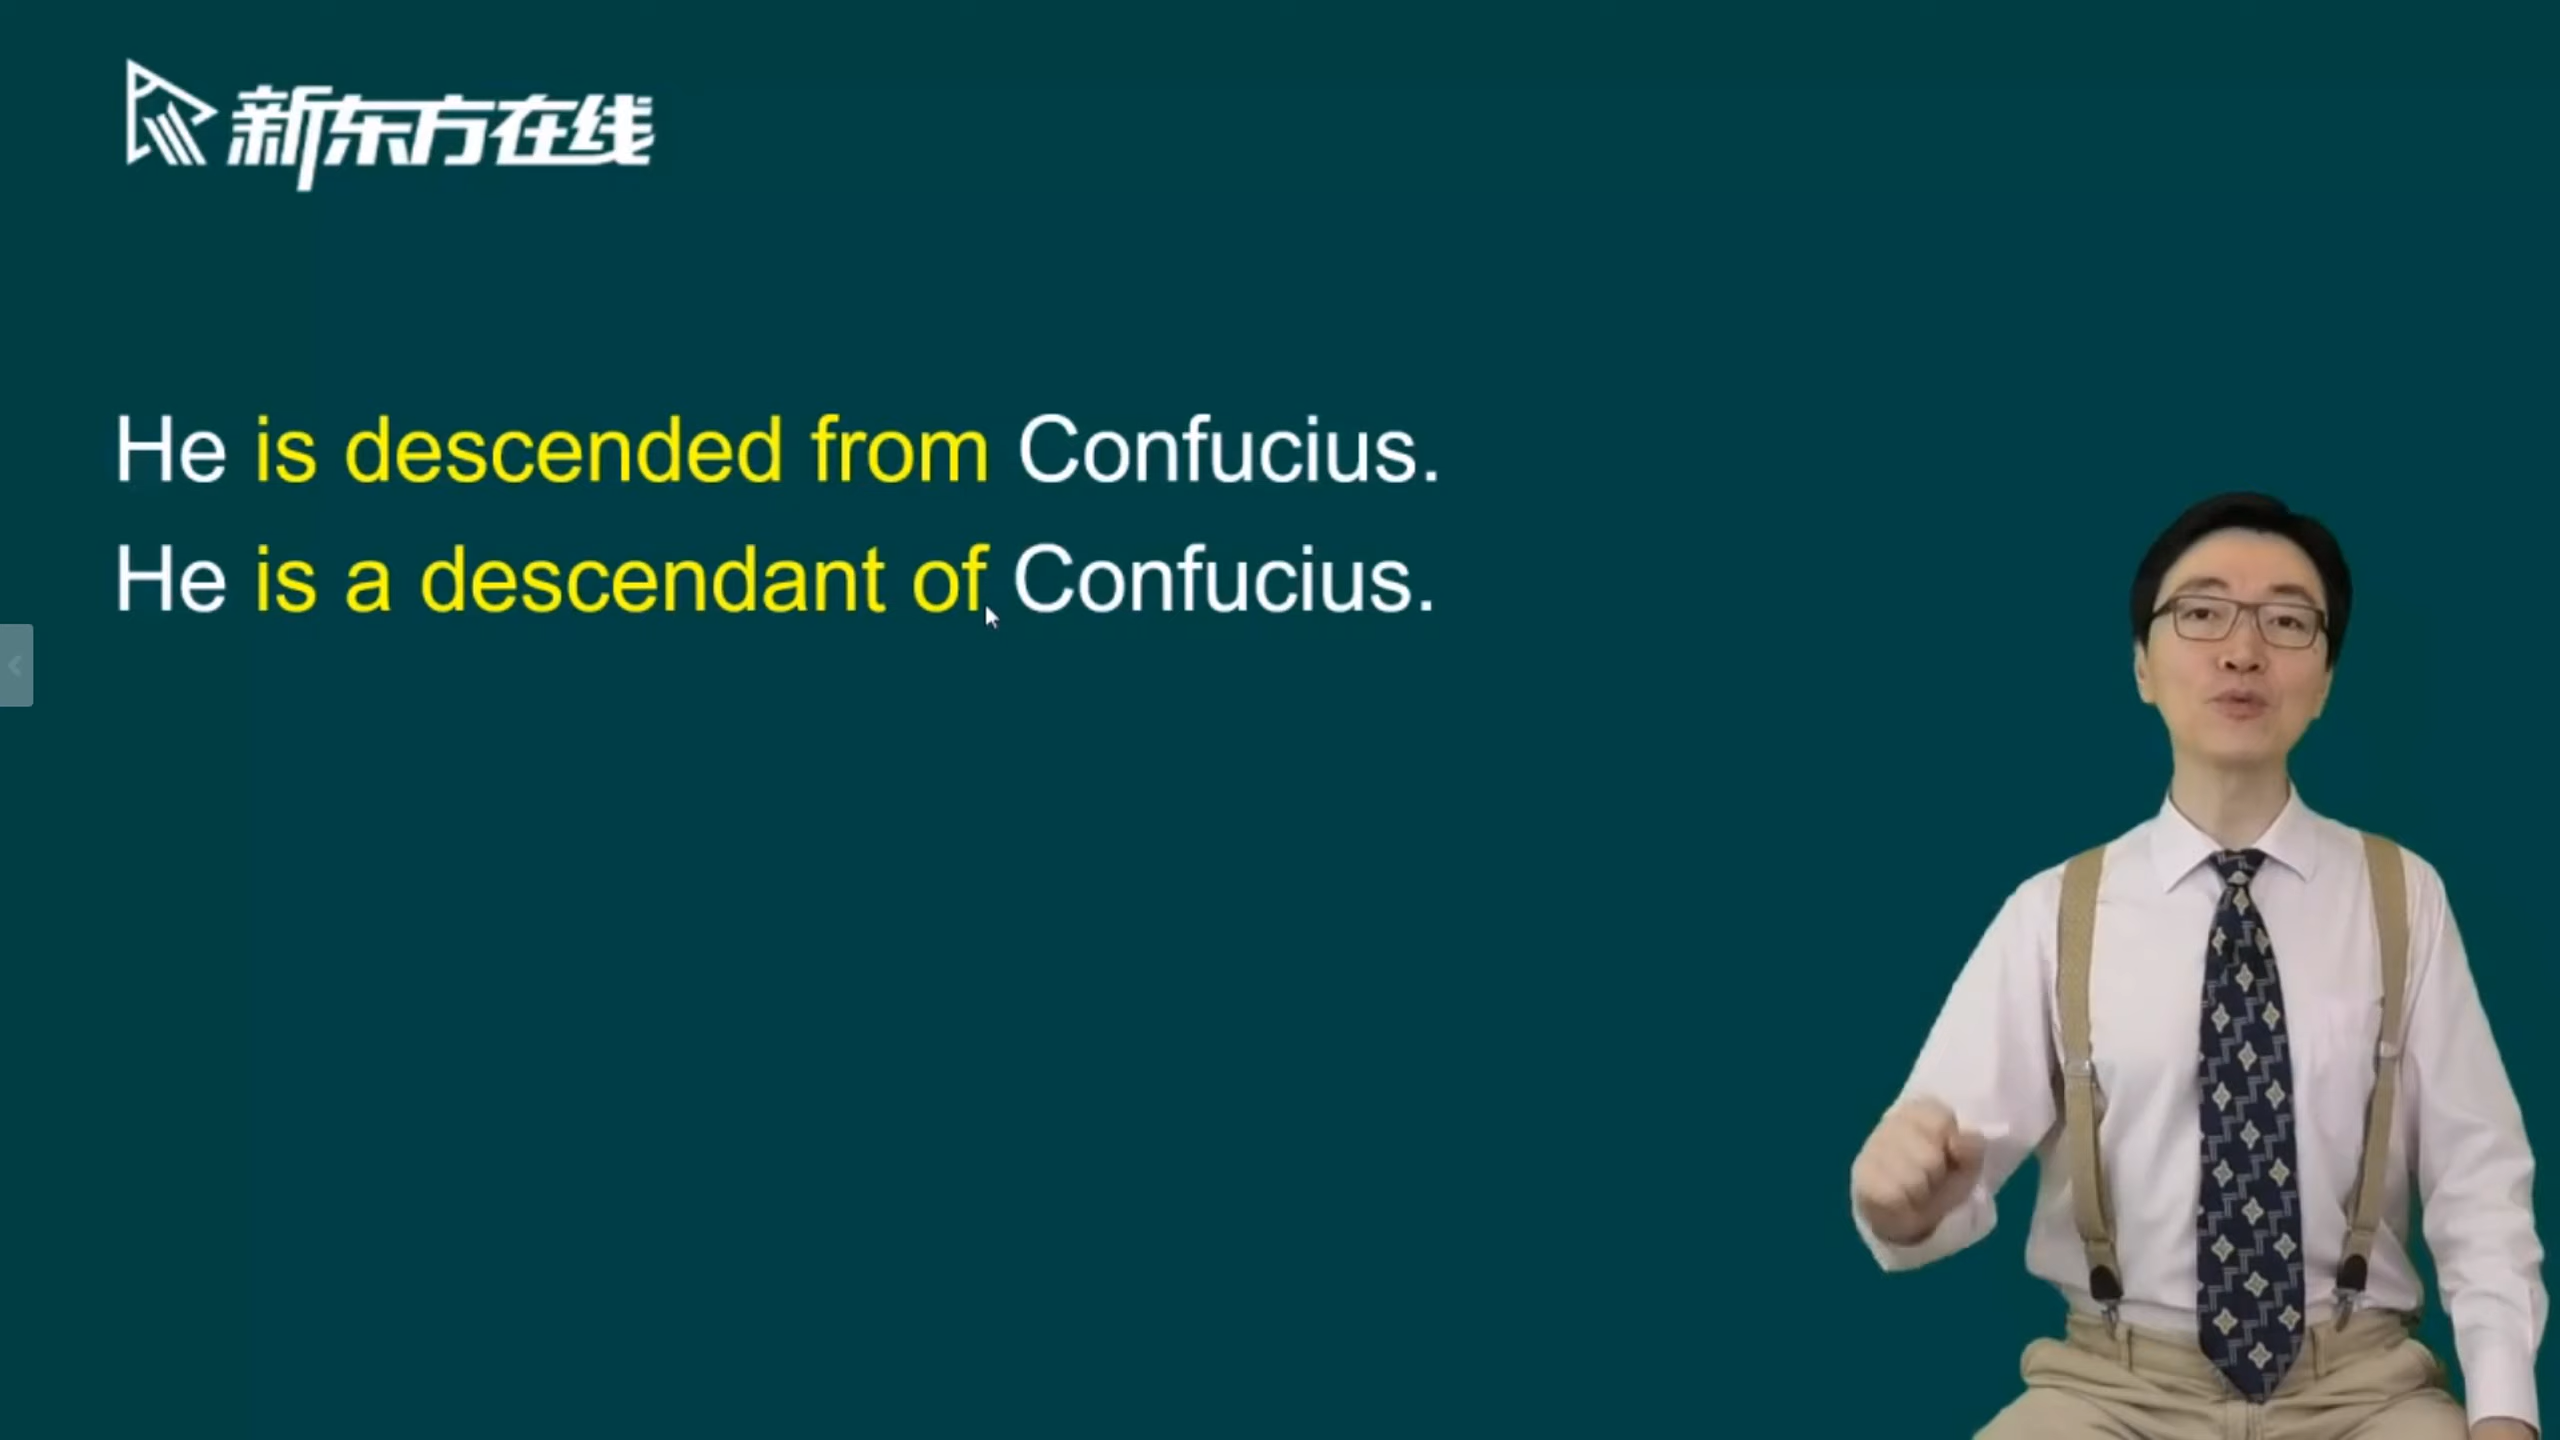 新东方在线
He is descended from Confucius.
He is a descendant of Confucius.